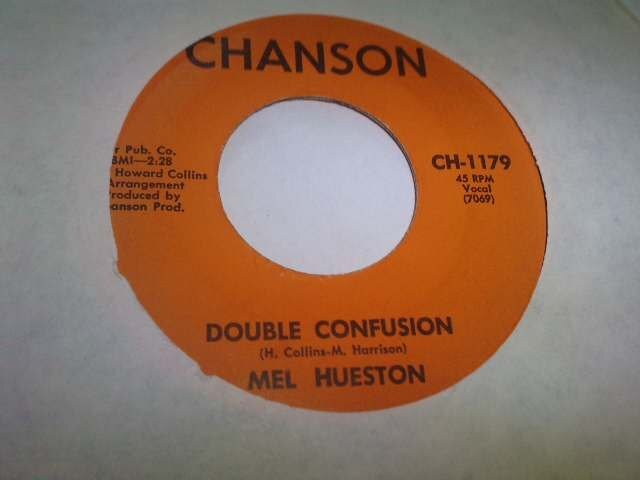 CHANSON
Pub. Co.
BMI—2:28
Howard Collins
Arrangement
Produced by
Prod.
CH-1179
45 RPM
Vocal
(7069)
DOUBLE CONFUSION
(H. Collins-M. Harrison)
MEL HUESTON